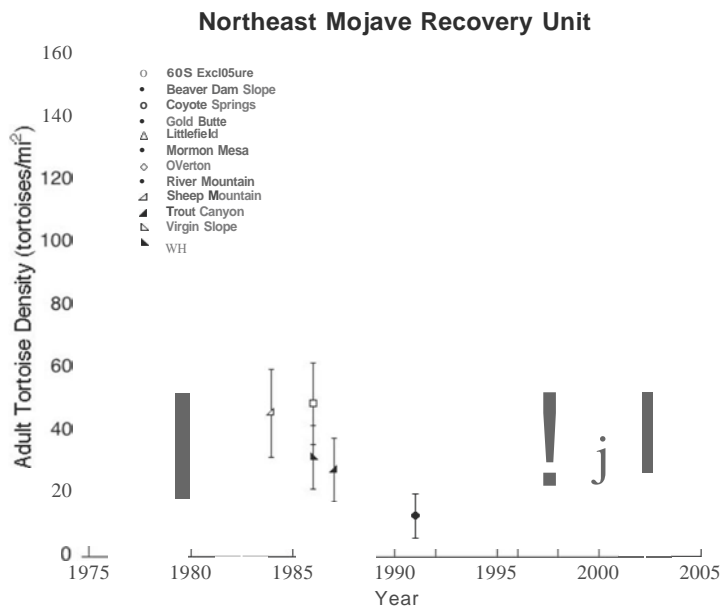 Northeast Mojave Recovery Unit
160
140
120
100
80
60
40
20
0
Adult Tortoise Density (tortoises/mi²)
o 60S Excl05ure
Beaver Dam Slope
Coyote Springs
Gold Butte
Littlefield
Mormon Mesa
OVerton
River Mountain
Sheep Mountain
Trout Canyon
Virgin Slope
WH
! j l
1975 1980 1985 1990 1995 2000 2005
Year